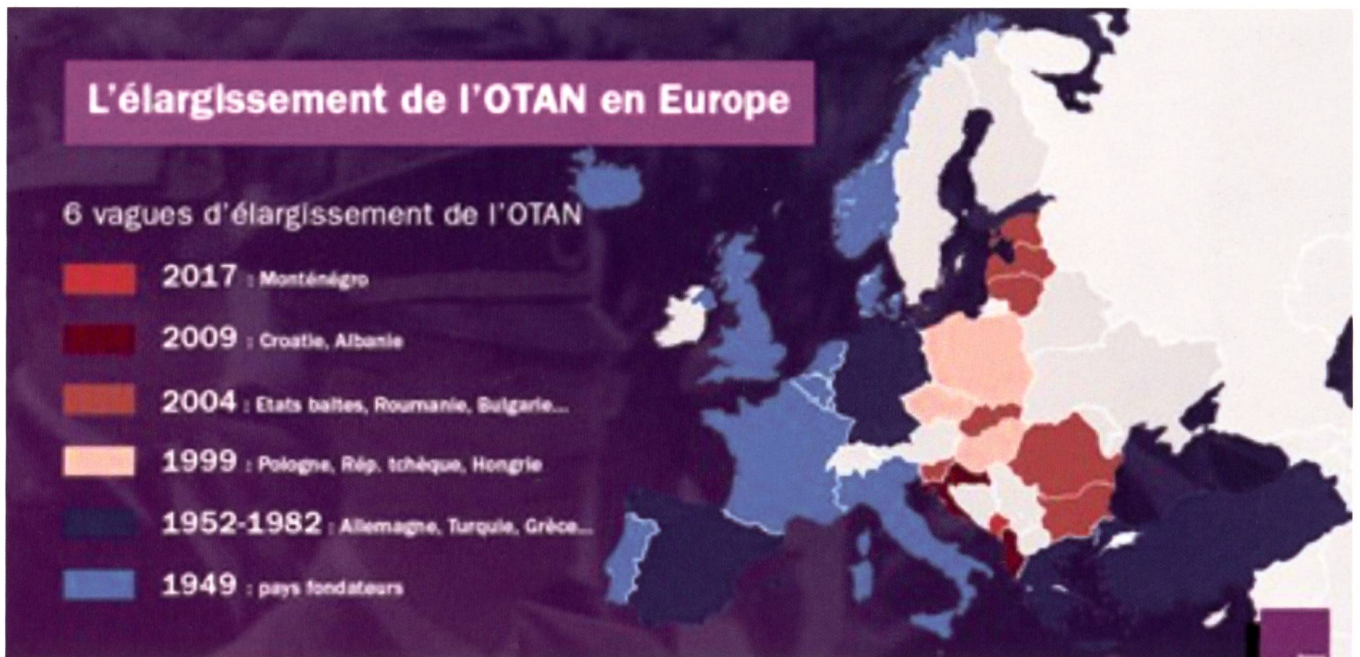 L'élargissement de l'OTAN en Europe
6 vagues d'élargissement de l'OTAN
2017 : Monténégro
2009 : Croatie, Albanie
2004 : Etats baltes, Roumanie, Bulgarie...
1999 : Pologne, Rép. tchèque, Hongrie
1952-1982 : Allemagne, Turquie, Grèce...
1949 : pays fondateurs